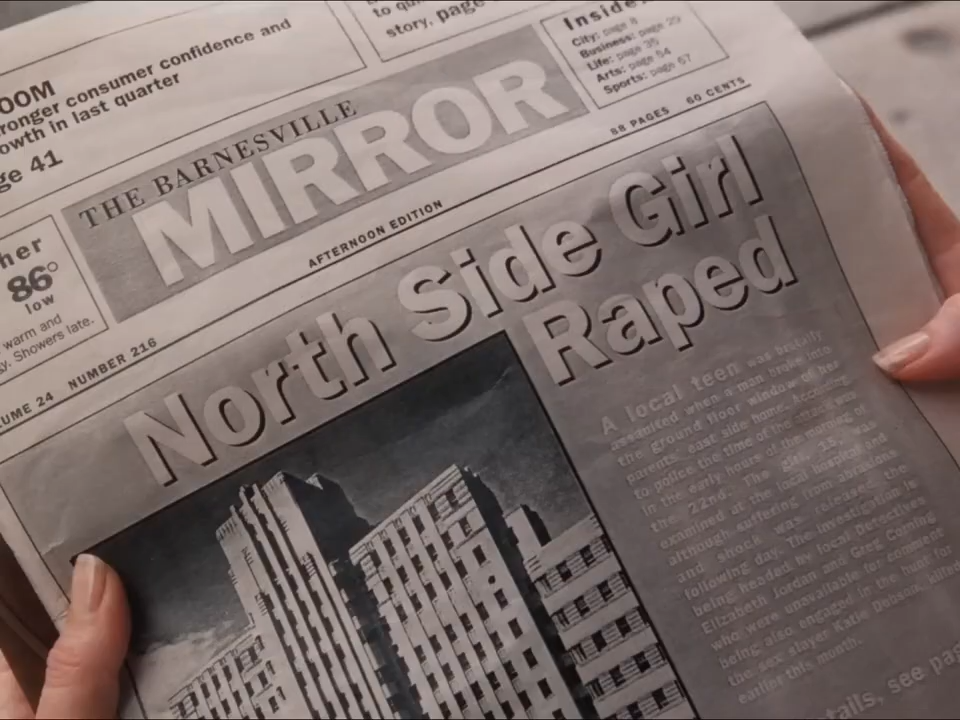 to qu
story, page
OOM
ronger consumer confidence and
owth in last quarter
ge 41
Inside
City: page 8
Business: page 29
Life: page 35
Arts: page 54
Sports: page 67
THE BARNESVILLE
MIRROR
88 PAGES 60 CENTS
AFTERNOON EDITION
her
86°
low
warm and
y. Showers late.
UME 24 NUMBER 216
North Side Girl
Raped
A local teen was brutally
assaulted when a man broke into
the ground floor window of her
parents' east side home. According
to police the time of the attack was
in the early hours of the morning of
the 22nd. The girl, 15, was
examined at the local hospital and
although suffering from abrasions
and shock was released the
following day. The investigation is
being headed by local Detectives
Elizabeth Jordan and Greg Coming
who were unavailable for comment
being also engaged in the hunt for
the sex slayer Katie Dobson, killed
earlier this month.
tails, see pa